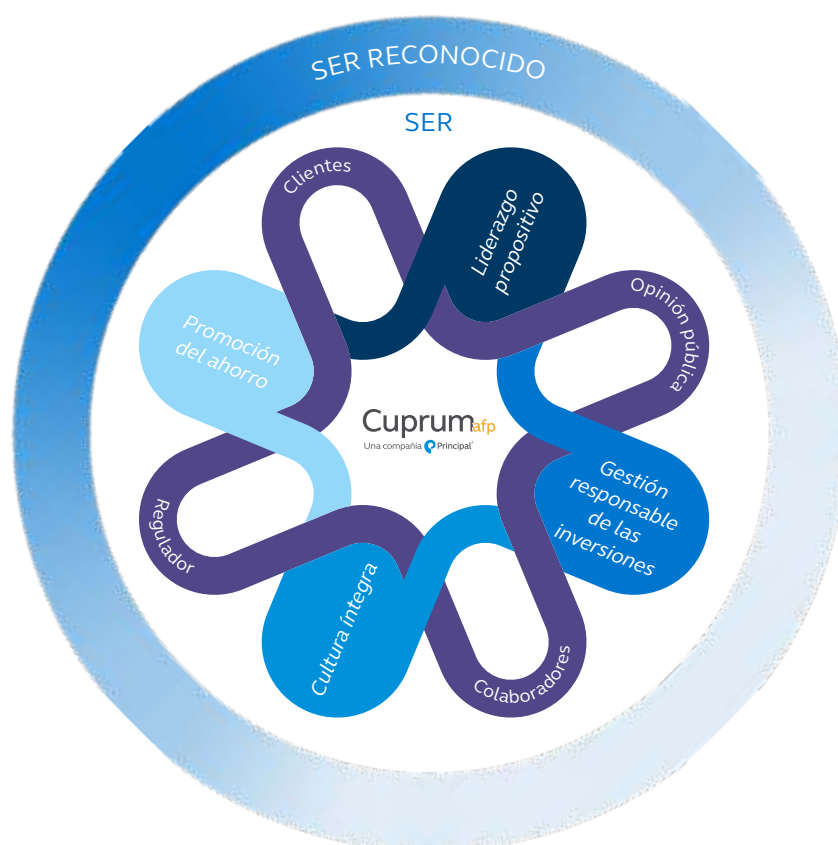 SER RECONOCIDO
SER
Clientes
Liderazgo
propositivo
Opinión pública
Promoción
del ahorro
Cuprum afp
Una compañía Principal®
Gestión
responsable
de las
inversiones
Regulador
Cultura íntegra
Colaboradores